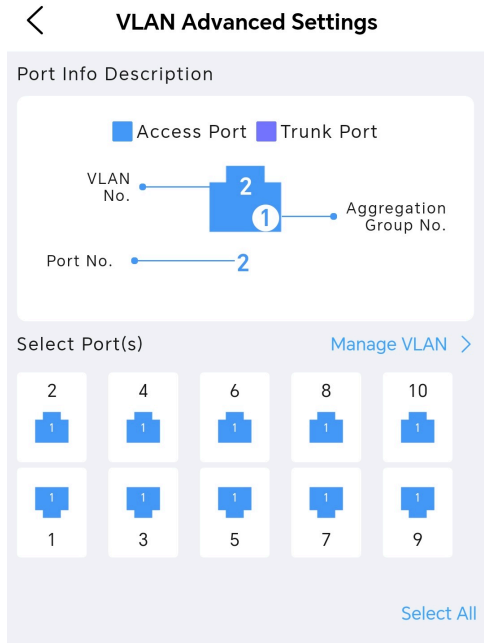 VLAN Advanced Settings
Port Info Description
Access Port Trunk Port
VLAN
No.
2
1
Aggregation
Group No.
Port No.
2
Select Port(s)
Manage VLAN
2 4 6 8 10
1 1 1 1 1
1 1 1 1 1
1 3 5 7 9
Select All